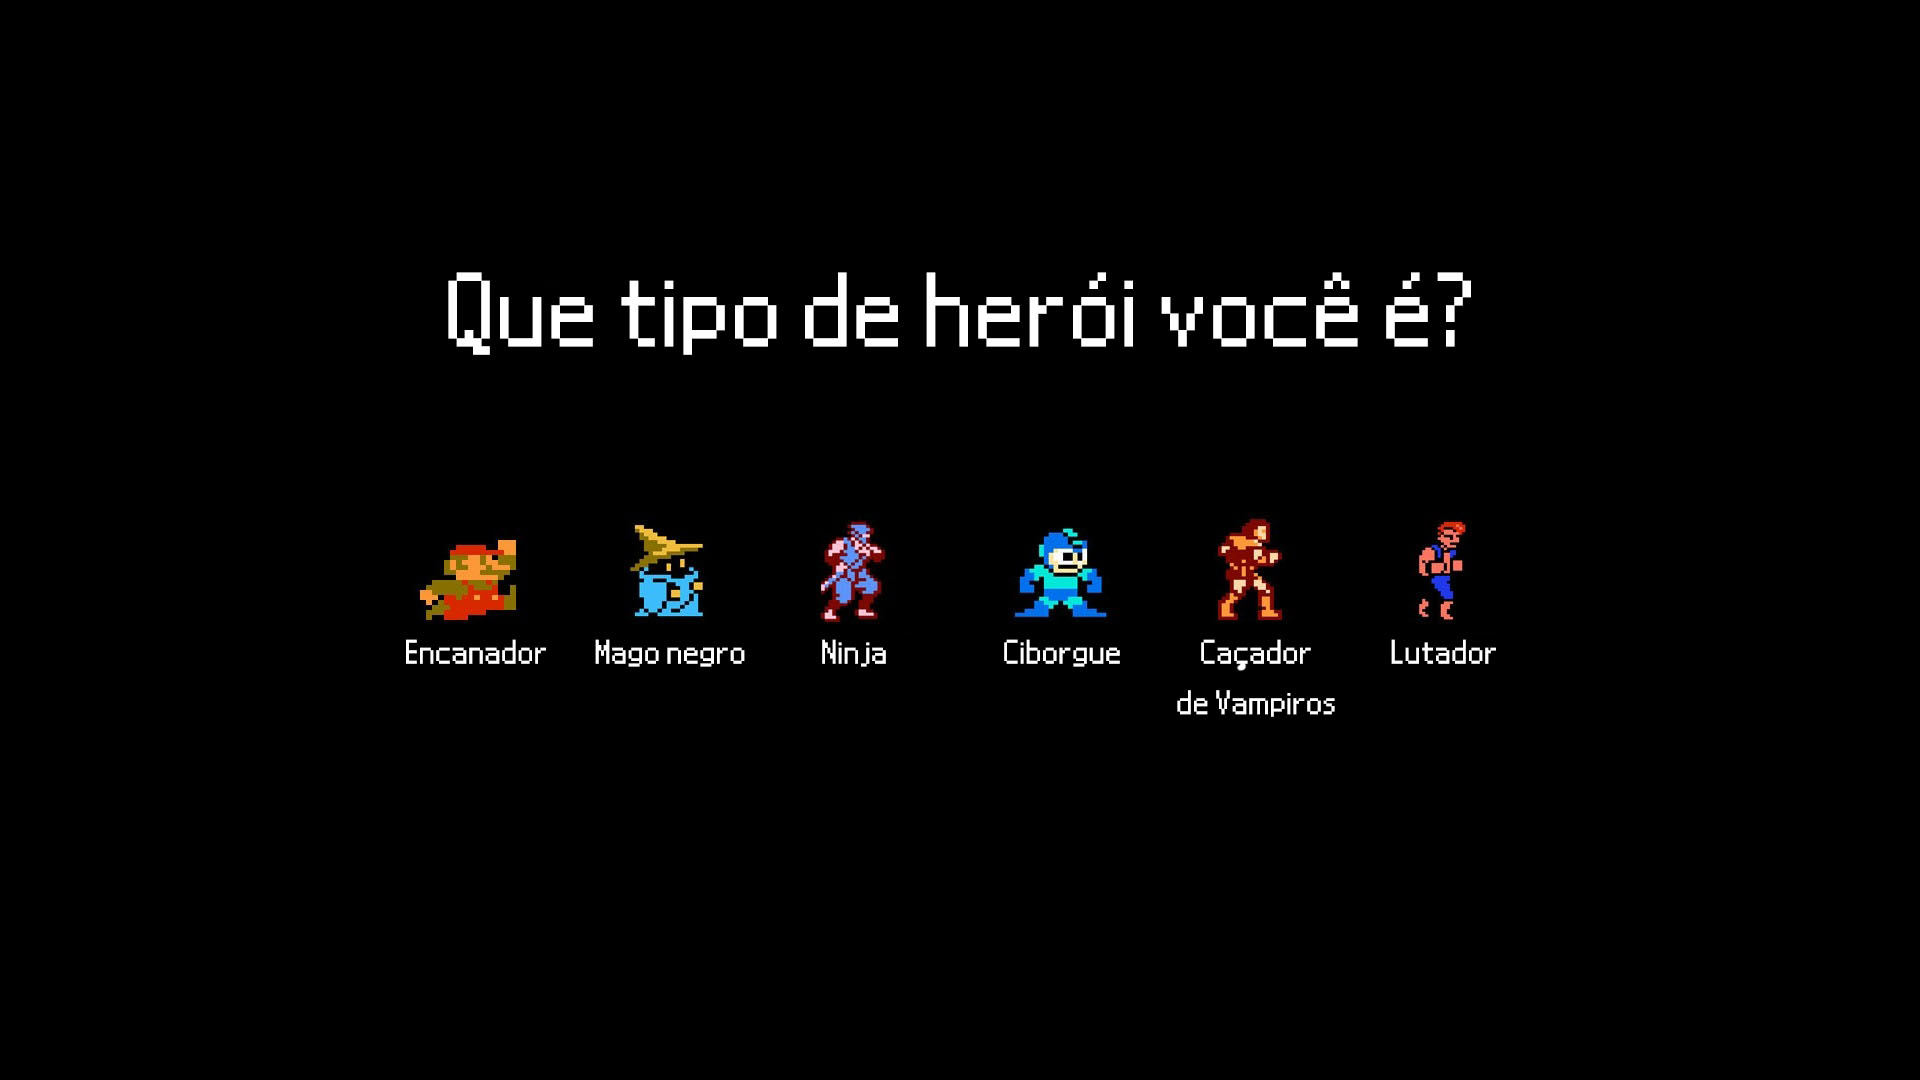 Que tipo de herói você é?
Encanador
Mago negro
Ninja
Ciborgue
Caçador
de Vampiros
Lutador